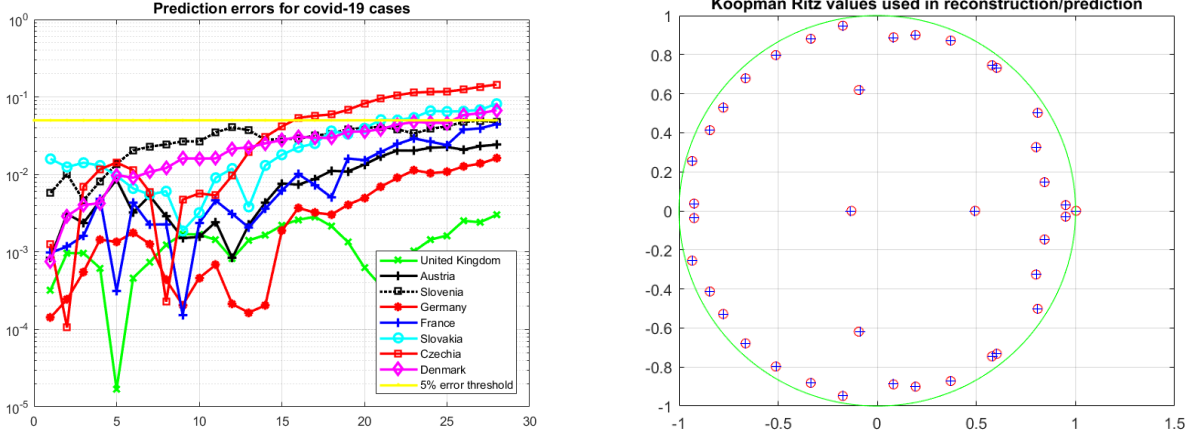 Prediction errors for covid-19 cases
10^0
10^-1
10^-2
10^-3
10^-4
10^-5
0 5 10 15 20 25 30
United Kingdom
Austria
Slovenia
Germany
France
Slovakia
Czechia
Denmark
5% error threshold
Koopman Ritz values used in reconstruction/prediction
1
0.8
0.6
0.4
0.2
0
-0.2
-0.4
-0.6
-0.8
-1
-1 -0.5 0 0.5 1 1.5